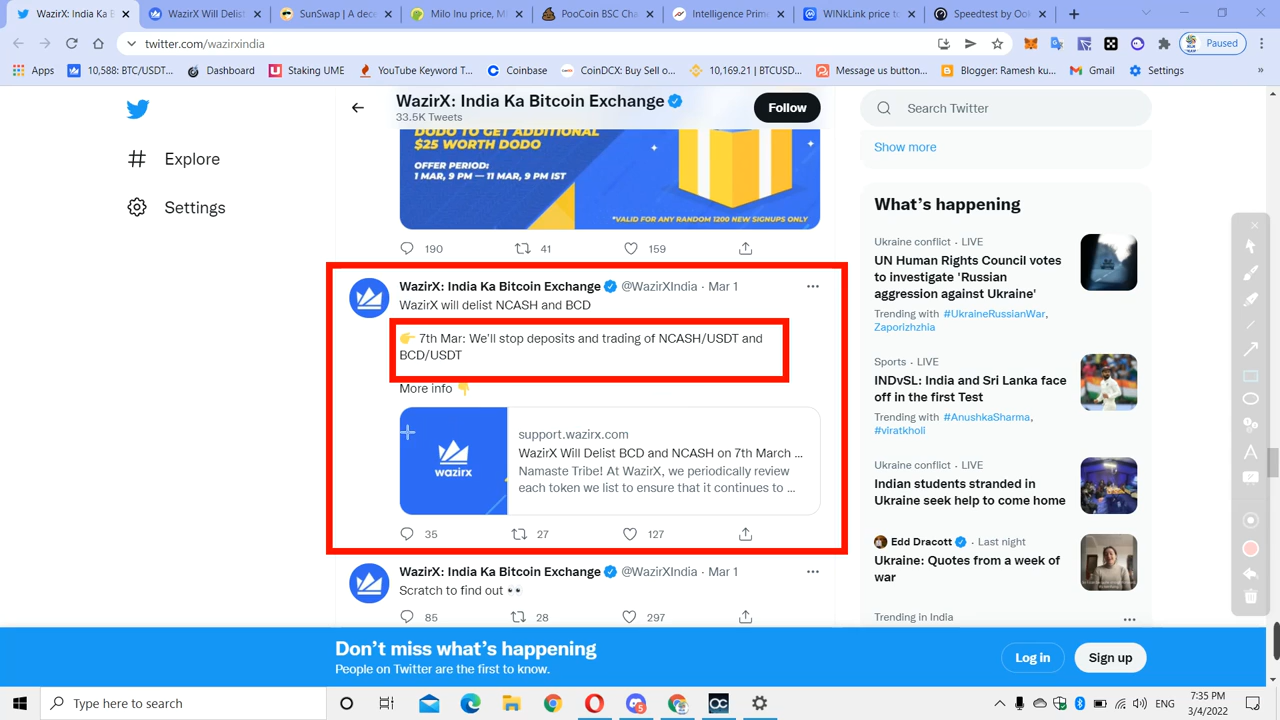 WazirX: India Ka Bitcoin E
WazirX Will Delist
SunSwap | A dece
Milo Inu price, M
PooCoin BSC Cha
Intelligence Prime
WINkLink price to
Speedtest by Ook
twitter.com/wazirxindia
Paused
Apps
10,588: BTC/USDT...
Dashboard
Staking UME
YouTube Keyword T...
Coinbase
CoinDCX: Buy Sell o...
10,169.21 | BTCUSD...
Message us button...
Blogger: Ramesh ku...
Gmail
Settings
WazirX: India Ka Bitcoin Exchange
33.5K Tweets
Follow
Search Twitter
Explore
Settings
DODO TO GET ADDITIONAL
$25 WORTH DODO
OFFER PERIOD:
1 MAR, 9 PM — 11 MAR, 9 PM IST
*VALID FOR ANY RANDOM 1200 NEW SIGNUPS ONLY
190 41 159
WazirX: India Ka Bitcoin Exchange @WazirXIndia · Mar 1
WazirX will delist NCASH and BCD
👉 7th Mar: We'll stop deposits and trading of NCASH/USDT and
BCD/USDT
More info 👇
wazirx
support.wazirx.com
WazirX Will Delist BCD and NCASH on 7th March ...
Namaste Tribe! At WazirX, we periodically review
each token we list to ensure that it continues to ...
35 27 127
WazirX: India Ka Bitcoin Exchange @WazirXIndia · Mar 1
Scratch to find out 👀
85 28 297
Show more
What's happening
Ukraine conflict · LIVE
UN Human Rights Council votes
to investigate 'Russian
aggression against Ukraine'
Trending with #UkraineRussianWar,
Zaporizhzhia
Sports · LIVE
INDvSL: India and Sri Lanka face
off in the first Test
Trending with #AnushkaSharma,
#viratkholi
Ukraine conflict · LIVE
Indian students stranded in
Ukraine seek help to come home
Edd Dracott · Last night
Ukraine: Quotes from a week of
war
Trending in India
Don't miss what's happening
People on Twitter are the first to know.
Log in
Sign up
Type here to search
ENG
7:35 PM
3/4/2022